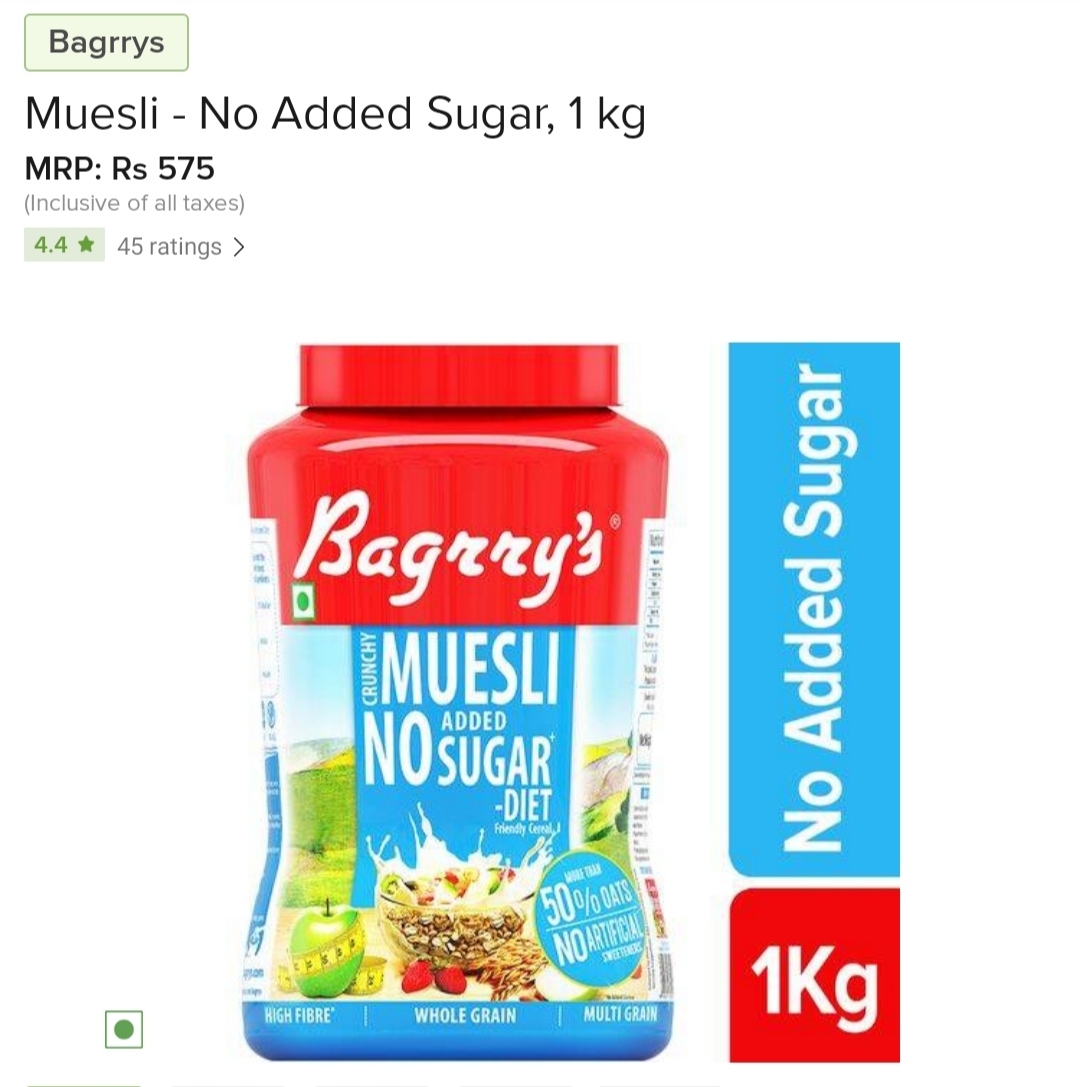 Bagrrys
Muesli - No Added Sugar, 1 kg
MRP: Rs 575
(Inclusive of all taxes)
4.4 ★ 45 ratings >
Bagrry's®
CRUNCHY
MUESLI
NO ADDED SUGAR+
-DIET
Friendly Cereal
MORE THAN
50% OATS
NO ARTIFICIAL
SWEETENERS
HIGH FIBRE* | WHOLE GRAIN | MULTI GRAIN
No Added Sugar
1Kg